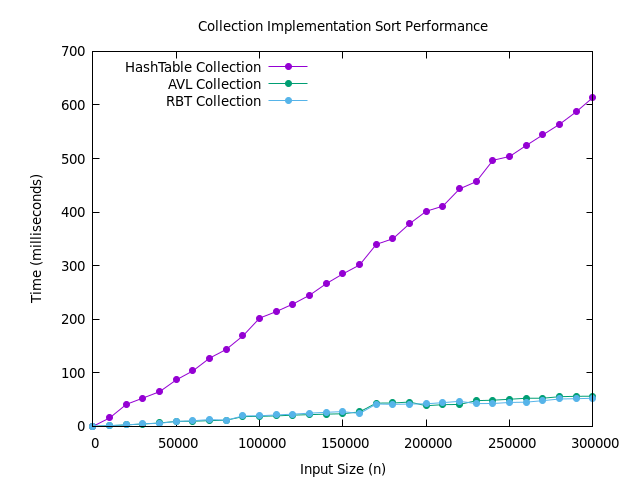 Collection Implementation Sort Performance
700
600
500
400
300
200
100
0
Time (milliseconds)
HashTable Collection
AVL Collection
RBT Collection
0 50000 100000 150000 200000 250000 300000
Input Size (n)